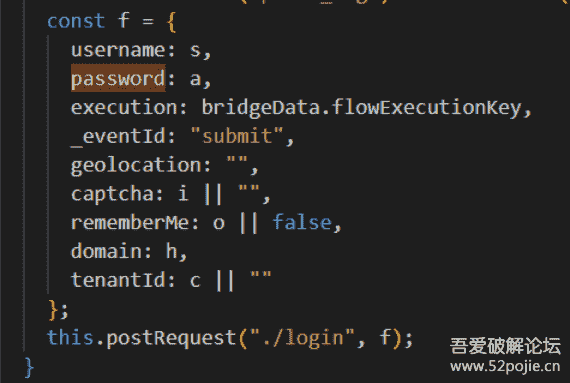 const f = {
username: s,
password: a,
execution: bridgeData.flowExecutionKey,
_eventId: "submit",
geolocation: "",
captcha: i || "",
rememberMe: o || false,
domain: h,
tenantId: c || ""
};
this.postRequest("./login", f);
}
吾爱破解论坛
www.52pojie.cn